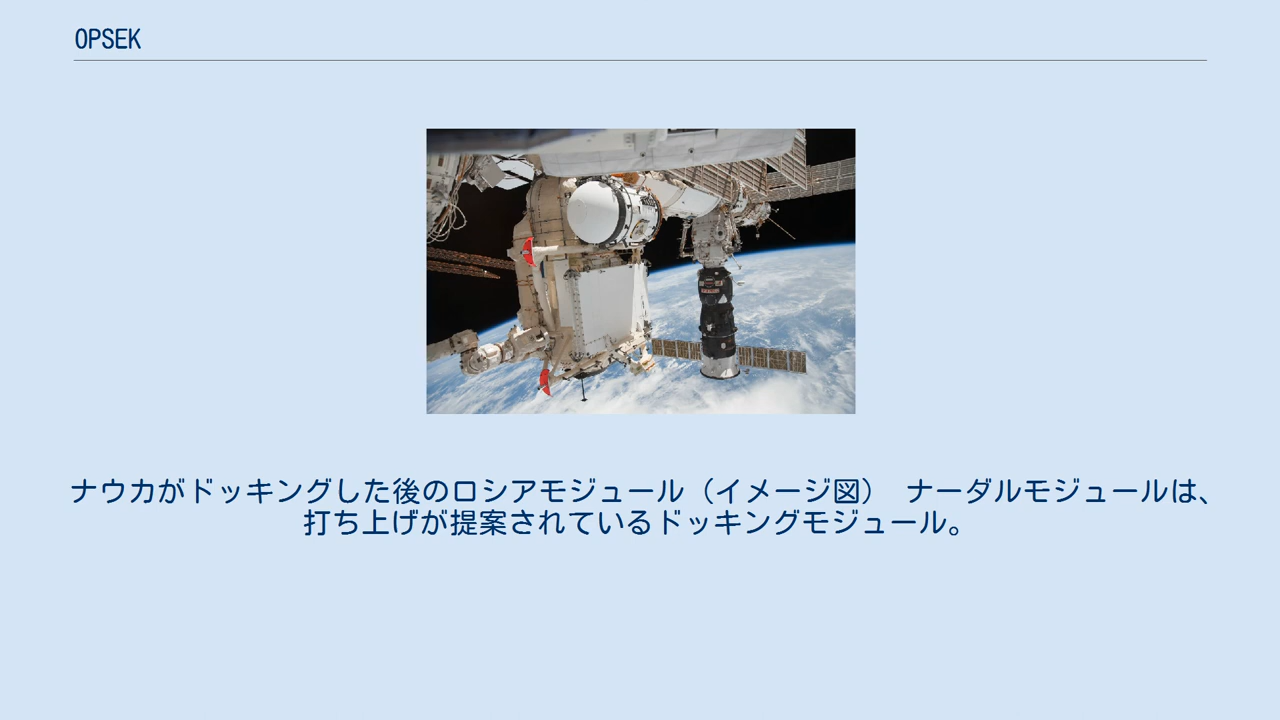 OPSEK
ナウカがドッキングした後のロシアモジュール（イメージ図）　ナーダルモジュールは、
打ち上げが提案されているドッキングモジュール。